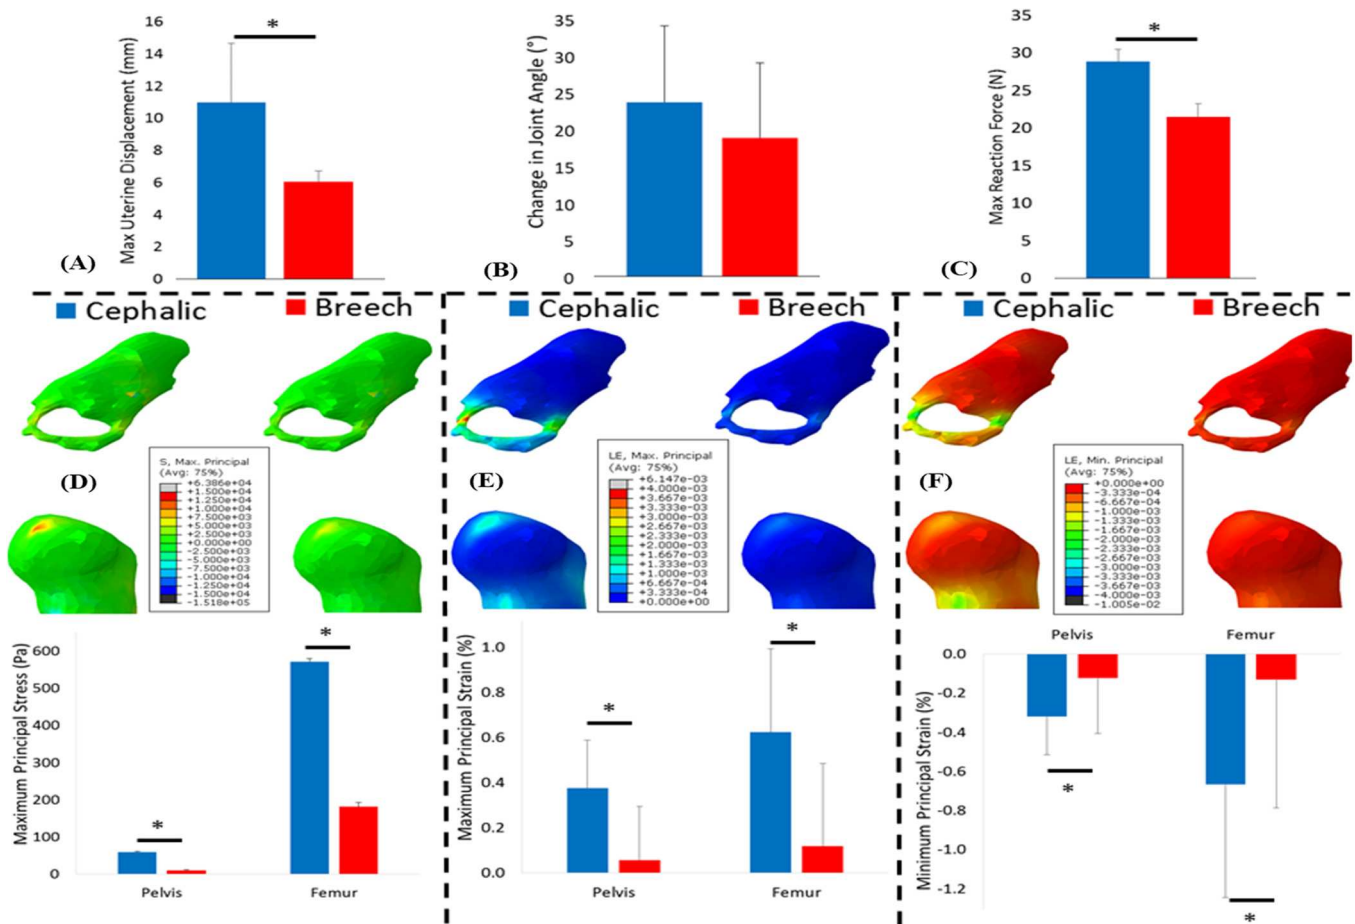 Max Uterine Displacement (mm)
16
14
12
10
8
6
4
2
0
*
(A)
Change in Joint Angle (°)
35
30
25
20
15
10
5
0
(B)
Max Reaction Force (N)
35
30
25
20
15
10
5
0
*
(C)
Cephalic
Breech
Cephalic
Breech
Cephalic
Breech
(D)
S, Max. Principal
(Avg: 75%)
+6.386e+04
+1.500e+04
+1.250e+04
+1.000e+04
+7.500e+03
+5.000e+03
+2.500e+03
+0.000e+00
-2.500e+03
-5.000e+03
-7.500e+03
-1.000e+04
-1.250e+04
-1.500e+04
-1.518e+05
(E)
LE, Max. Principal
(Avg: 75%)
+6.147e-03
+4.000e-03
+3.667e-03
+3.333e-03
+3.000e-03
+2.667e-03
+2.333e-03
+2.000e-03
+1.667e-03
+1.333e-03
+1.000e-03
+6.667e-04
+3.333e-04
+0.000e+00
(F)
LE, Min. Principal
(Avg: 75%)
+0.000e+00
-3.333e-04
-6.667e-04
-1.000e-03
-1.333e-03
-1.667e-03
-2.000e-03
-2.333e-03
-2.667e-03
-3.000e-03
-3.333e-03
-3.667e-03
-4.000e-03
-1.005e-02
Maximum Principal Stress (Pa)
600
500
400
300
200
100
0
*
*
Pelvis
Femur
Maximum Principal Strain (%)
1.0
0.8
0.6
0.4
0.2
0.0
*
*
Pelvis
Femur
Pelvis
Femur
Minimum Principal Strain (%)
0.0
-0.2
-0.4
-0.6
-0.8
-1.0
-1.2
*
*